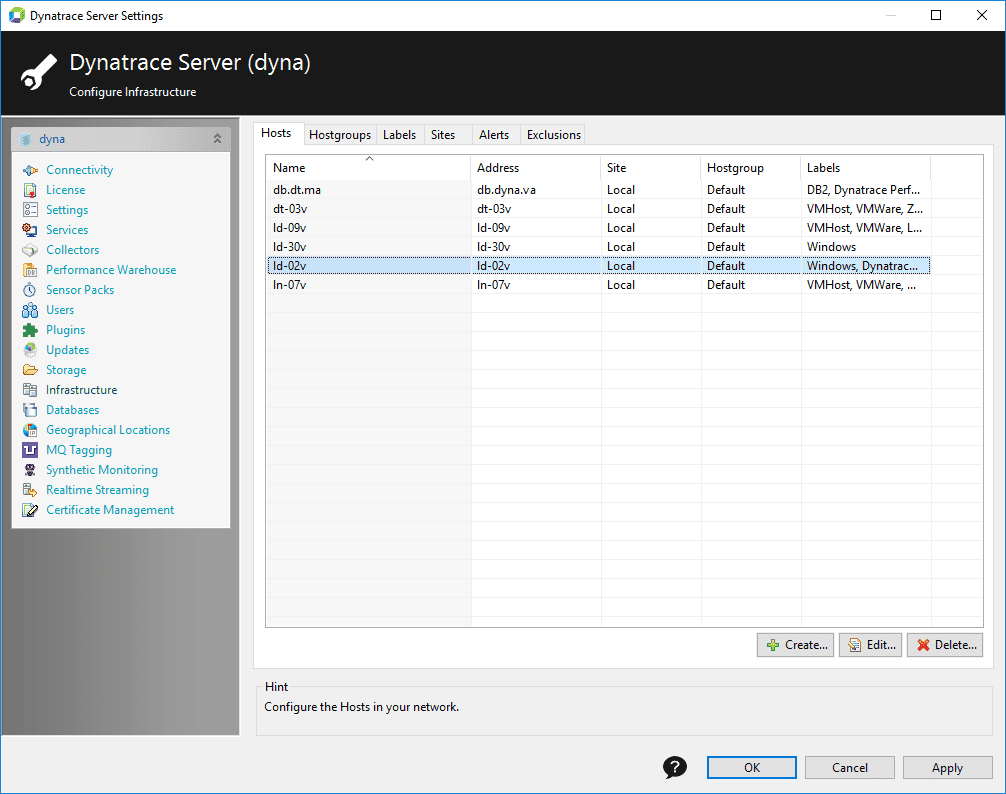 Dynatrace Server Settings
Dynatrace Server (dyna)
Configure Infrastructure
dyna
Connectivity
License
Settings
Services
Collectors
Performance Warehouse
Sensor Packs
Users
Plugins
Updates
Storage
Infrastructure
Databases
Geographical Locations
MQ Tagging
Synthetic Monitoring
Realtime Streaming
Certificate Management
Hosts Hostgroups Labels Sites Alerts Exclusions
Name Address Site Hostgroup Labels
db.dt.ma db.dyna.va Local Default DB2, Dynatrace Perf...
dt-03v dt-03v Local Default VMHost, VMWare, Z...
ld-09v ld-09v Local Default VMHost, VMWare, L...
ld-30v ld-30v Local Default Windows
ld-02v ld-02v Local Default Windows, Dynatrac...
ln-07v ln-07v Local Default VMHost, VMWare, ...
Create... Edit... Delete...
Hint
Configure the Hosts in your network.
? OK Cancel Apply